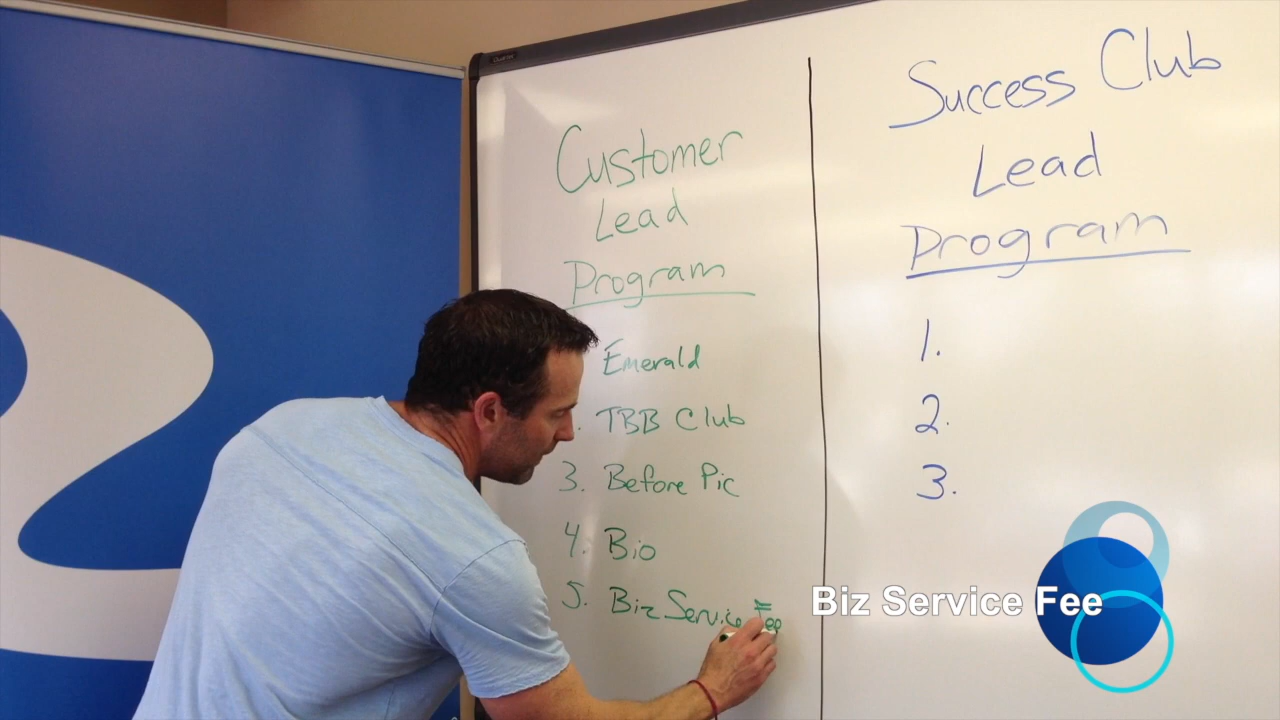 Customer
Lead
Program
Emerald
. TBB Club
3. Before Pic
4. Bio
5. Biz Service Fee
Success Club
Lead
Program
1.
2.
3.
Biz Service Fee